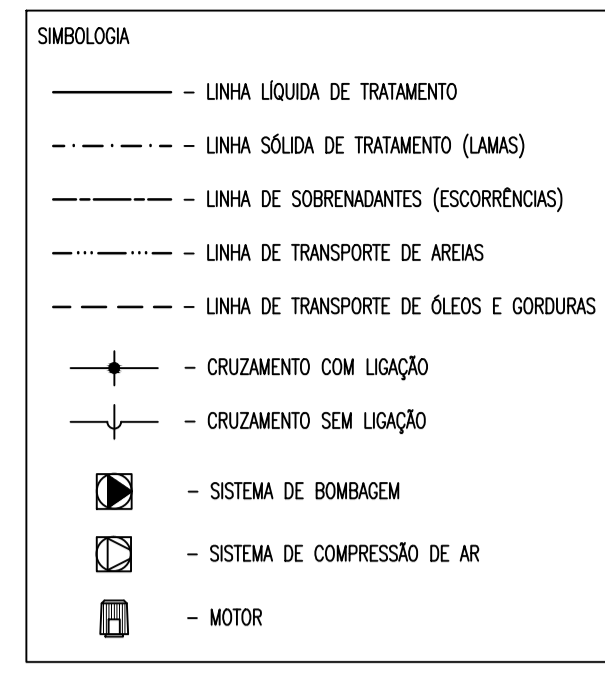 SIMBOLOGIA
– LINHA LÍQUIDA DE TRATAMENTO
– LINHA SÓLIDA DE TRATAMENTO (LAMAS)
– LINHA DE SOBRENADANTES (ESCORRÊNCIAS)
– LINHA DE TRANSPORTE DE AREIAS
– LINHA DE TRANSPORTE DE ÓLEOS E GORDURAS
– CRUZAMENTO COM LIGAÇÃO
– CRUZAMENTO SEM LIGAÇÃO
– SISTEMA DE BOMBAGEM
– SISTEMA DE COMPRESSÃO DE AR
– MOTOR